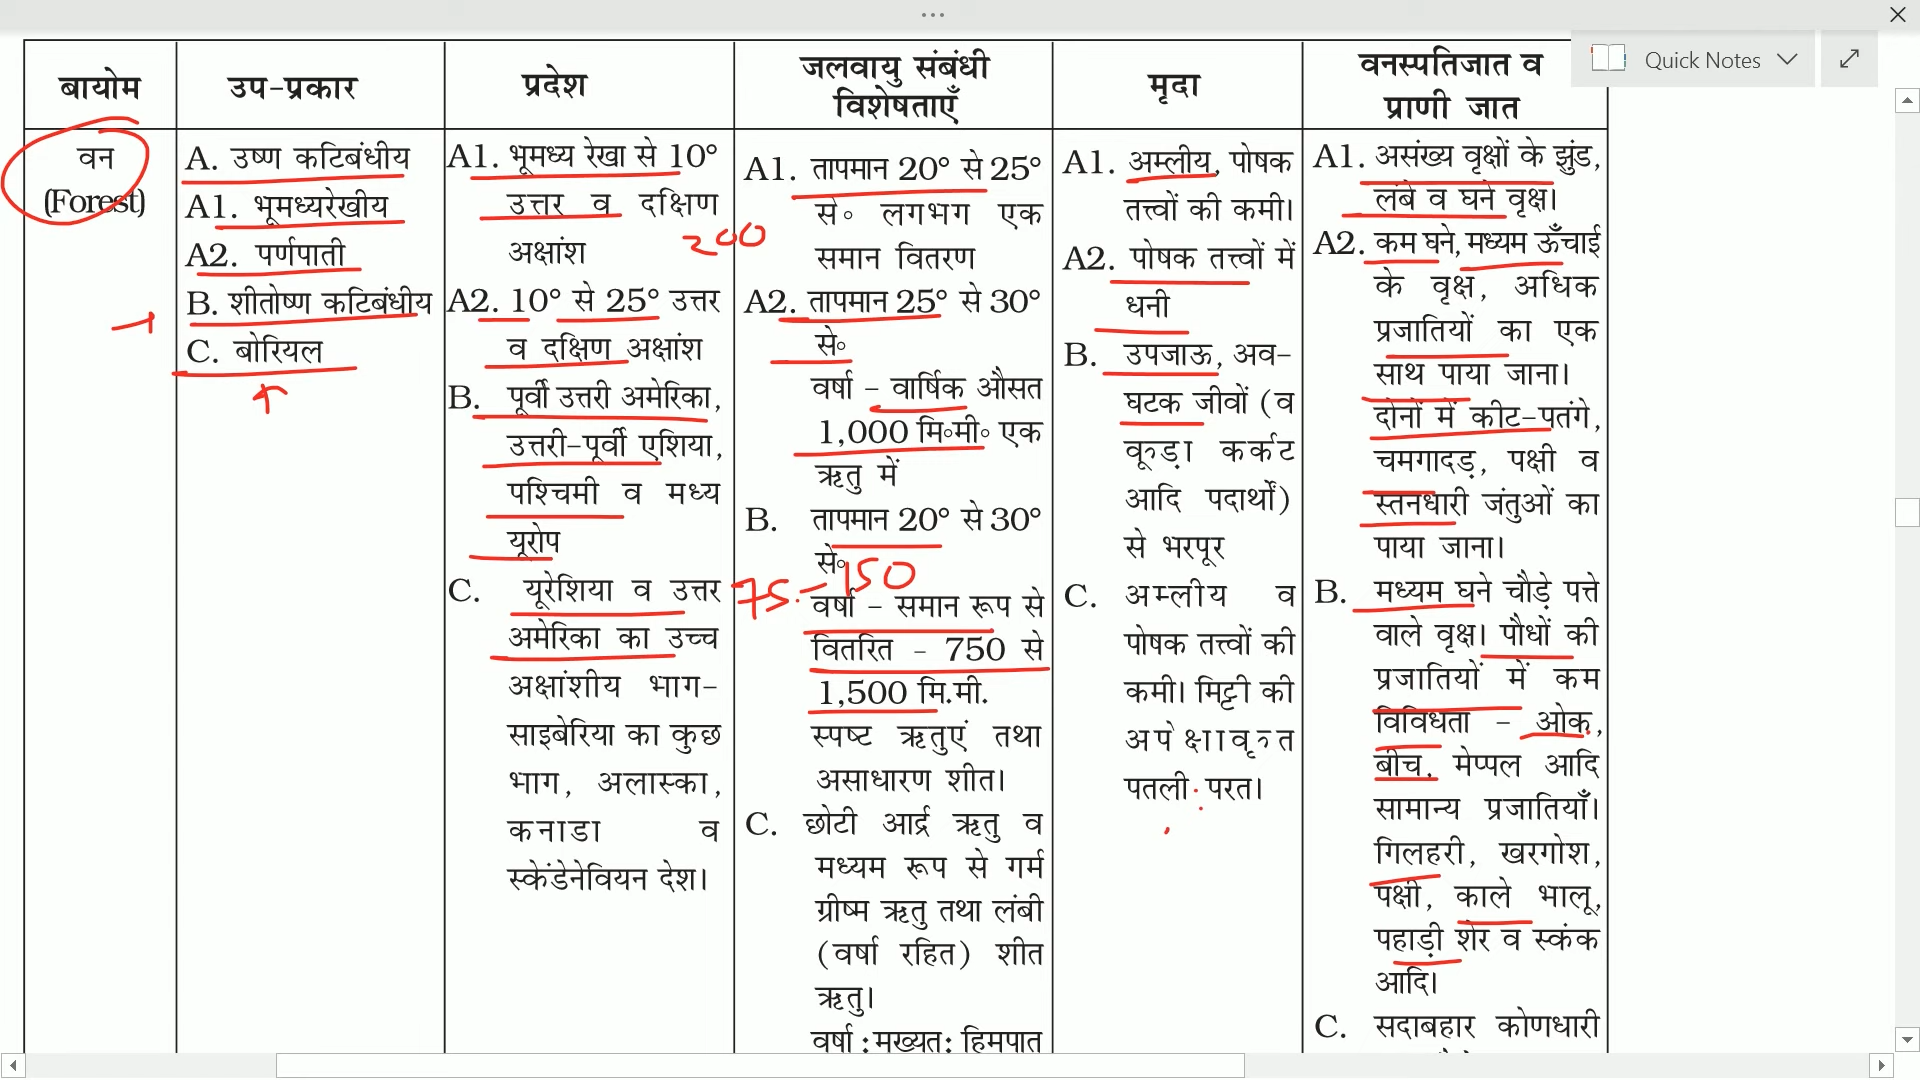 Quick Notes
बायोम
उप-प्रकार
प्रदेश
जलवायु संबंधी
विशेषताएँ
मृदा
वनस्पतिजात व
प्राणी जात
वन
(Forest)
A. उष्ण कटिबंधीय
A1. भूमध्यरेखीय
A2. पर्णपाती
B. शीतोष्ण कटिबंधीय
C. बोरियल
A1. भूमध्य रेखा से 10°
उत्तर व दक्षिण
अक्षांश
A2. 10° से 25° उत्तर
व दक्षिण अक्षांश
B. पूर्वी उत्तरी अमेरिका,
उत्तरी-पूर्वी एशिया,
पश्चिमी व मध्य
यूरोप
C. यूरेशिया व उत्तर
अमेरिका का उच्च
अक्षांशीय भाग-
साइबेरिया का कुछ
भाग, अलास्का,
कनाडा व
स्केंडेनेवियन देश।
200
A1. तापमान 20° से 25°
से॰ लगभग एक
समान वितरण
A2. तापमान 25° से 30°
से॰
वर्षा - वार्षिक औसत
1,000 मि॰मी॰ एक
ऋतु में
B. तापमान 20° से 30°
से॰
75-150
वर्षा - समान रूप से
वितरित - 750 से
1,500 मि.मी.
स्पष्ट ऋतुएं तथा
असाधारण शीत।
C. छोटी आर्द्र ऋतु व
मध्यम रूप से गर्म
ग्रीष्म ऋतु तथा लंबी
(वर्षा रहित) शीत
ऋतु।
वर्षा : मुख्यत: हिमपात
A1. अम्लीय, पोषक
तत्त्वों की कमी।
A2. पोषक तत्त्वों में
धनी
B. उपजाऊ, अव-
घटक जीवों (व
कूड़ा कर्कट
आदि पदार्थों)
से भरपूर
C. अम्लीय व
पोषक तत्त्वों की
कमी। मिट्टी की
अपेक्षाकृत
पतली परत।
A1. असंख्य वृक्षों के झुंड,
लंबे व घने वृक्ष।
A2. कम घने, मध्यम ऊँचाई
के वृक्ष, अधिक
प्रजातियों का एक
साथ पाया जाना।
दोनों में कीट-पतंगे,
चमगादड़, पक्षी व
स्तनधारी जंतुओं का
पाया जाना।
B. मध्यम घने चौड़े पत्ते
वाले वृक्ष। पौधों की
प्रजातियों में कम
विविधता - ओक,
बीच, मेप्पल आदि
सामान्य प्रजातियाँ।
गिलहरी, खरगोश,
पक्षी, काले भालू,
पहाड़ी शेर व स्कंक
आदि।
C. सदाबहार कोणधारी